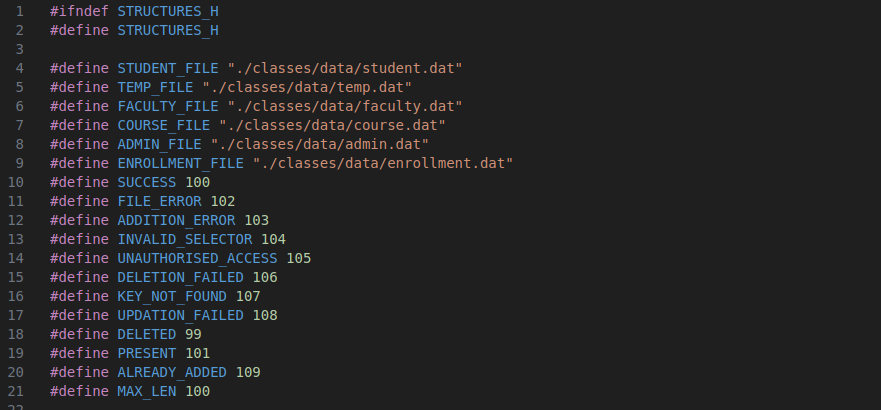 1 #ifndef STRUCTURES_H
2 #define STRUCTURES_H
3
4 #define STUDENT_FILE "./classes/data/student.dat"
5 #define TEMP_FILE "./classes/data/temp.dat"
6 #define FACULTY_FILE "./classes/data/faculty.dat"
7 #define COURSE_FILE "./classes/data/course.dat"
8 #define ADMIN_FILE "./classes/data/admin.dat"
9 #define ENROLLMENT_FILE "./classes/data/enrollment.dat"
10 #define SUCCESS 100
11 #define FILE_ERROR 102
12 #define ADDITION_ERROR 103
13 #define INVALID_SELECTOR 104
14 #define UNAUTHORISED_ACCESS 105
15 #define DELETION_FAILED 106
16 #define KEY_NOT_FOUND 107
17 #define UPDATION_FAILED 108
18 #define DELETED 99
19 #define PRESENT 101
20 #define ALREADY_ADDED 109
21 #define MAX_LEN 100
22